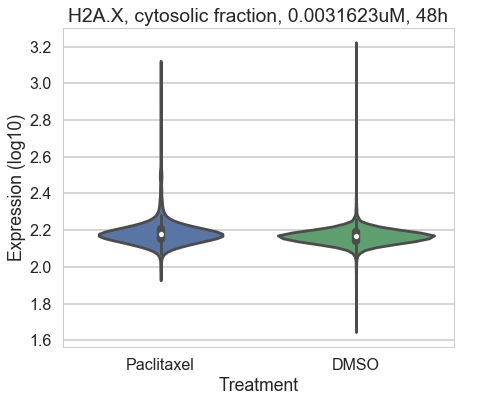 H2A.X, cytosolic fraction, 0.0031623uM, 48h
3.2
3.0
2.8
2.6
2.4
2.2
2.0
1.8
1.6
Expression (log10)
Paclitaxel
DMSO
Treatment